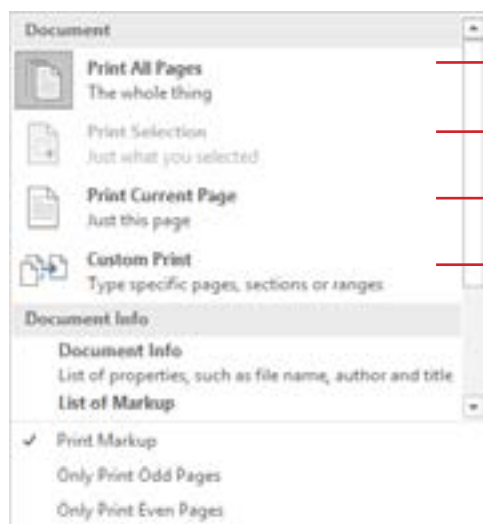 Document
Print All Pages
The whole thing
Print Selection
Just what you selected
Print Current Page
Just this page
Custom Print
Type specific pages, sections or ranges
Document Info
Document Info
List of properties, such as file name, author and title
List of Markup
Print Markup
Only Print Odd Pages
Only Print Even Pages